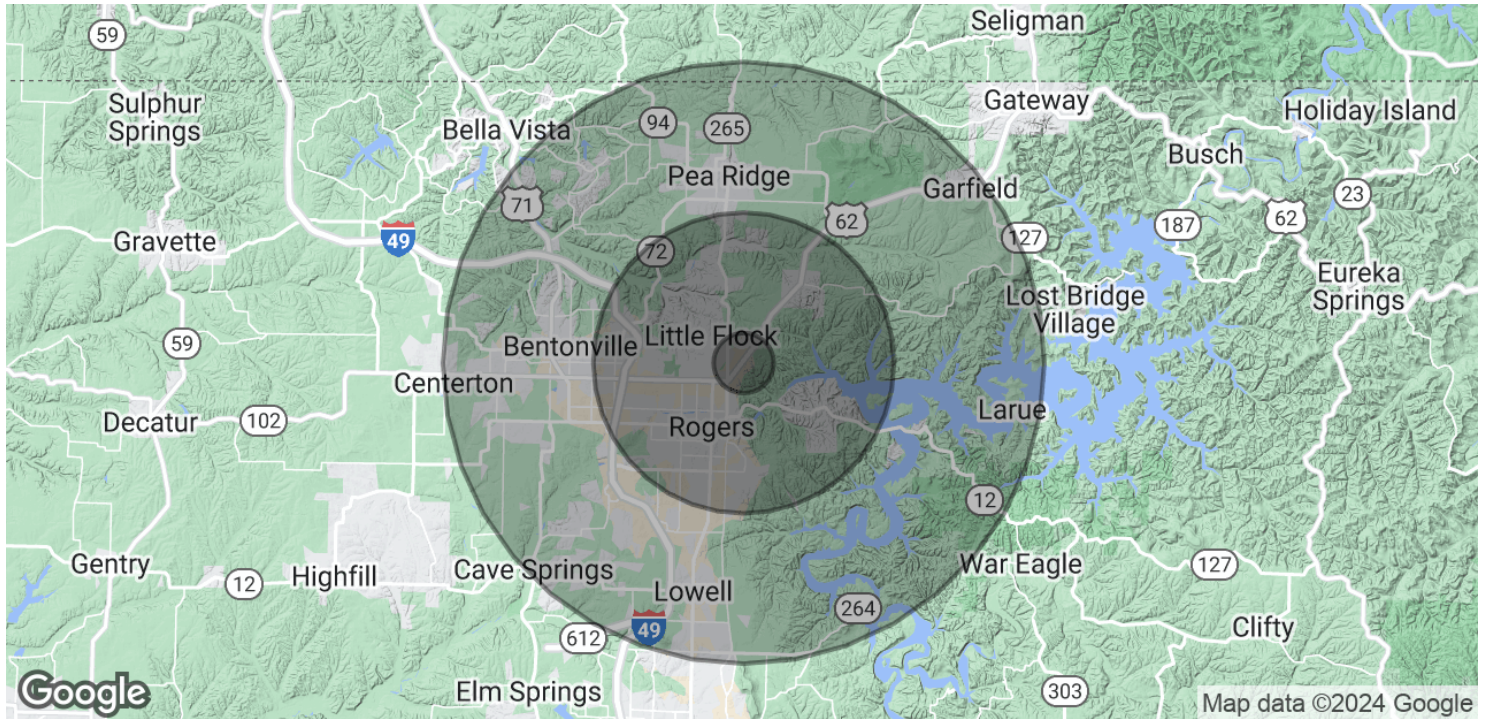 59
Seligman
Sulphur
Springs
Gateway
Holiday Island
Bella Vista
94
265
Busch
Pea Ridge
Garfield
71
23
62
187
62
Gravette
49
127
72
Eureka
Springs
Lost Bridge
Village
59
Little Flock
Bentonville
Centerton
Decatur
102
Larue
Rogers
12
Gentry
12
Highfill
Cave Springs
War Eagle
127
Lowell
264
49
612
Clifty
Elm Springs
303
Google
Map data ©2024 Google